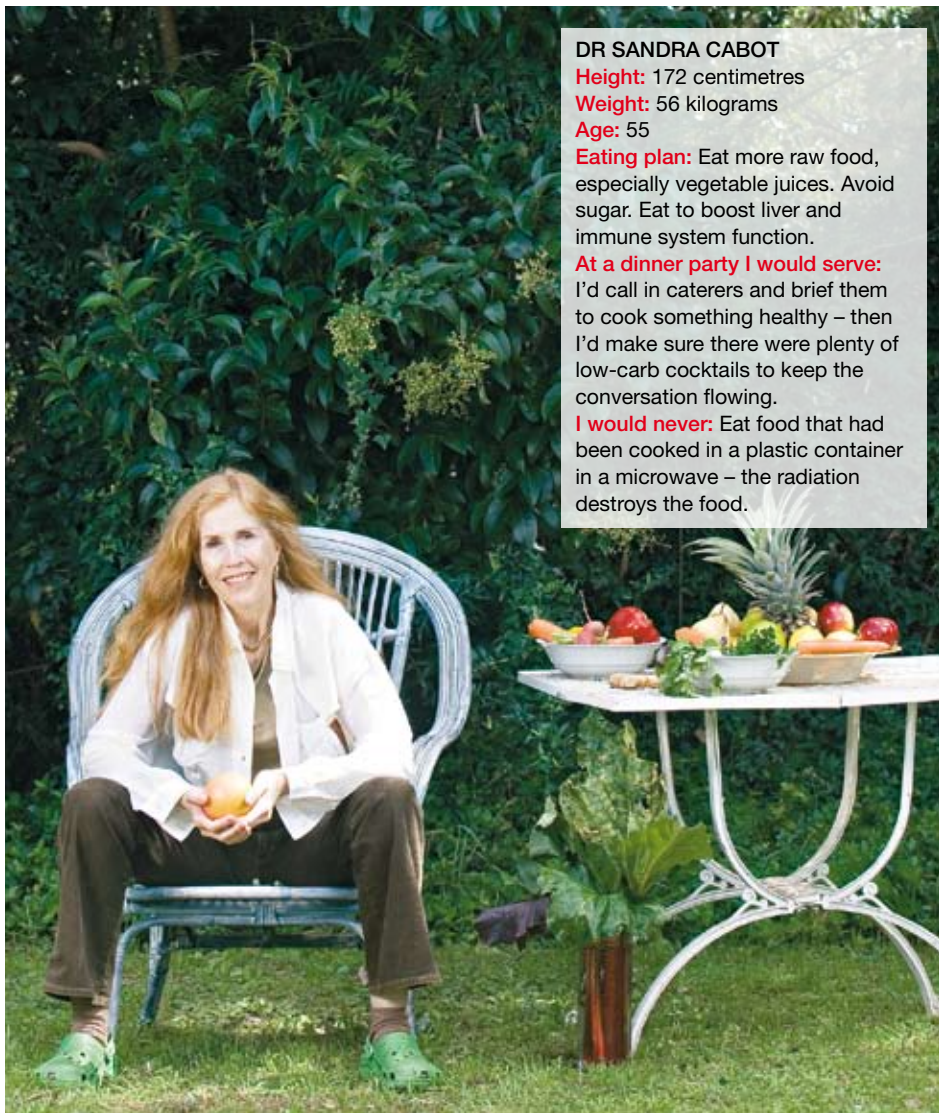 DR SANDRA CABOT
Height: 172 centimetres
Weight: 56 kilograms
Age: 55
Eating plan: Eat more raw food,
especially vegetable juices. Avoid
sugar. Eat to boost liver and
immune system function.
At a dinner party I would serve:
I’d call in caterers and brief them
to cook something healthy – then
I’d make sure there were plenty of
low-carb cocktails to keep the
conversation flowing.
I would never: Eat food that had
been cooked in a plastic container
in a microwave – the radiation
destroys the food.